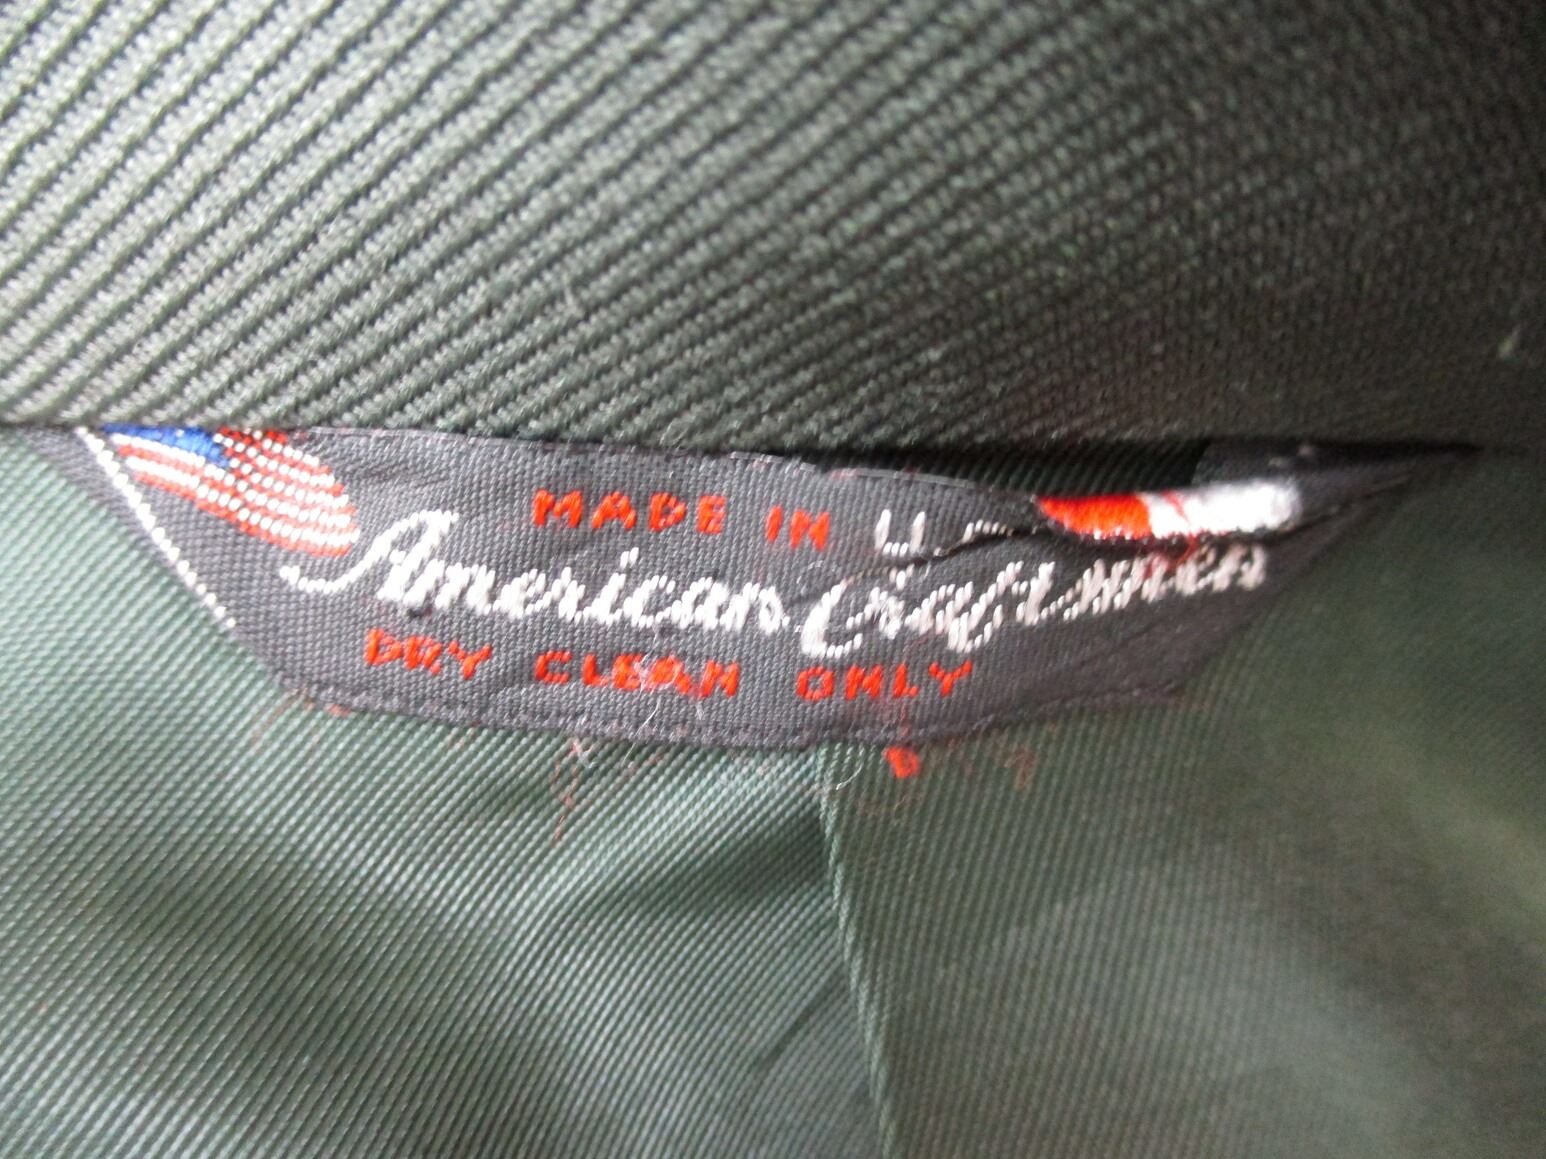 MADE IN U.
American Craftsmen
DRY CLEAN ONLY